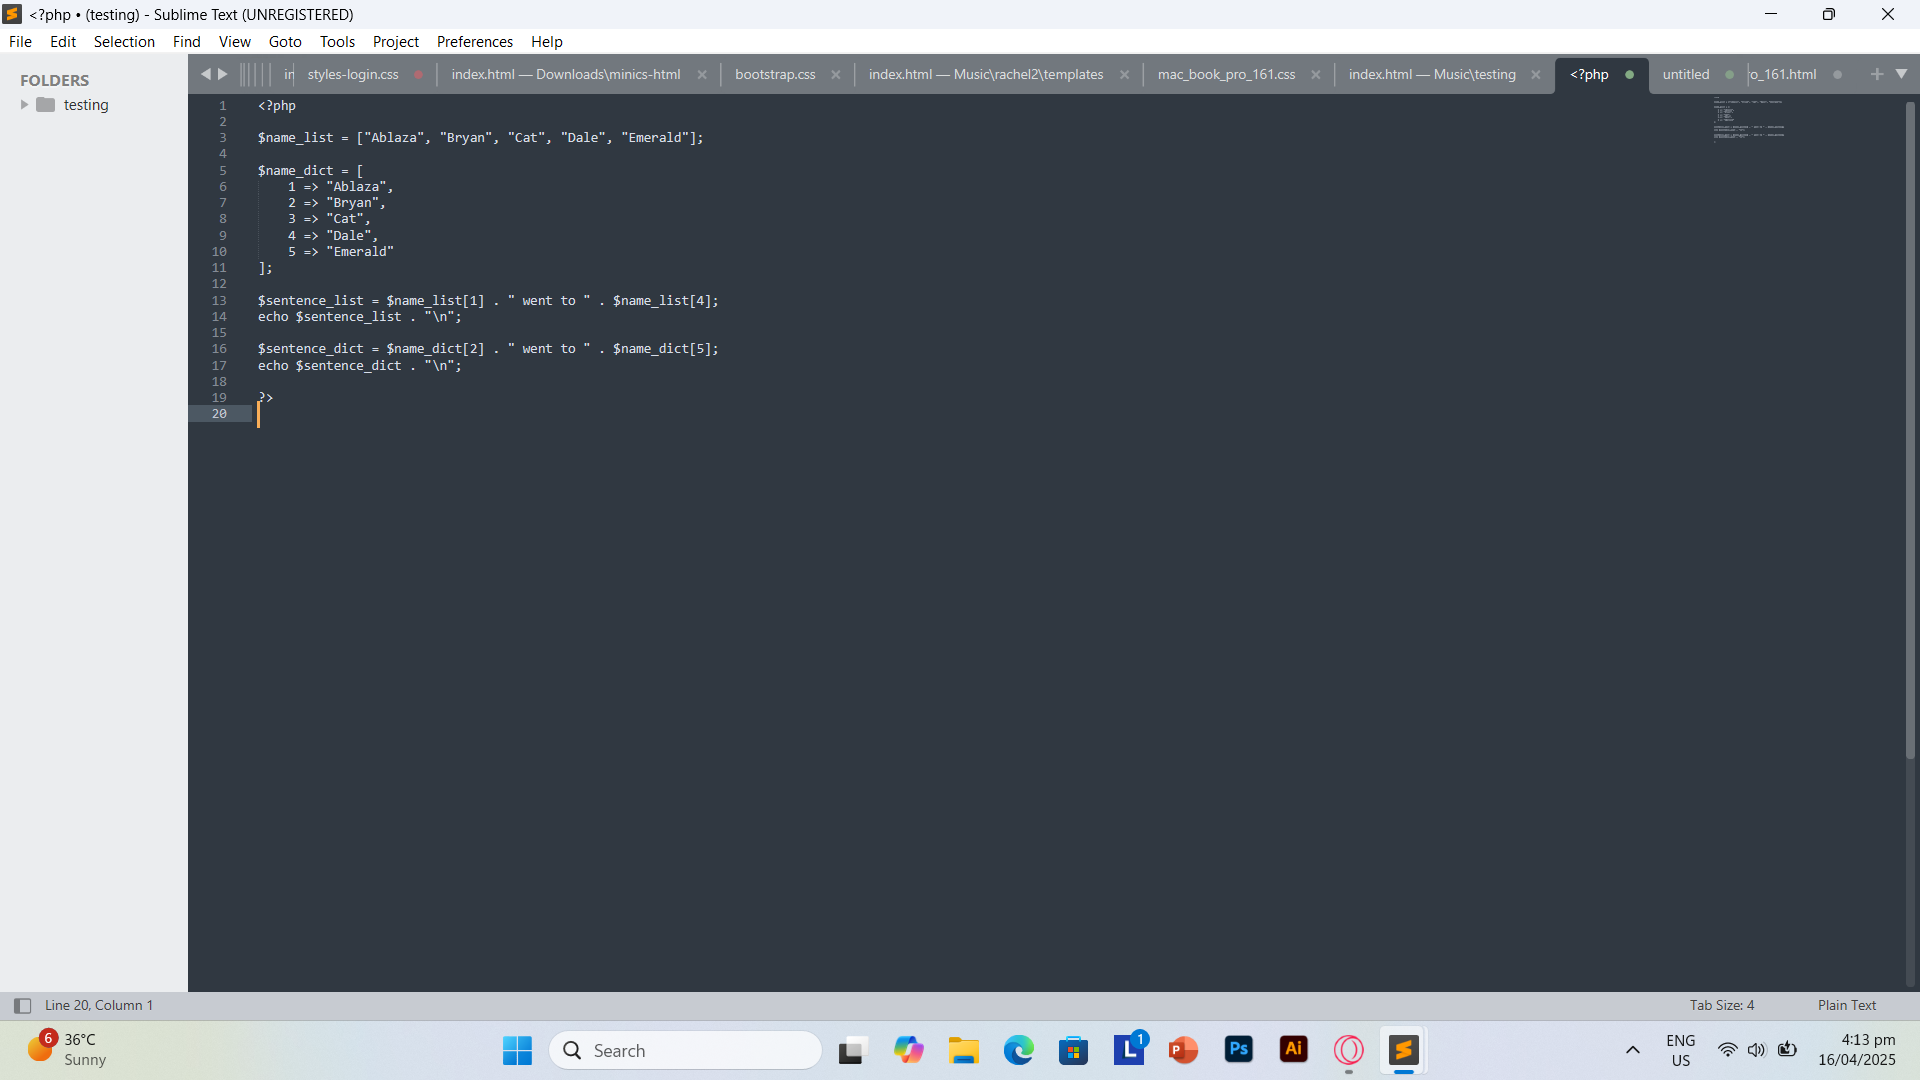 <?php • (testing) - Sublime Text (UNREGISTERED)
File Edit Selection Find View Goto Tools Project Preferences Help
FOLDERS
testing
styles-login.css index.html — Downloads\minics-html bootstrap.css index.html — Music\rachel2\templates mac_book_pro_161.css index.html — Music\testing <?php untitled o_161.html
1 <?php
2
3 $name_list = ["Ablaza", "Bryan", "Cat", "Dale", "Emerald"];
4
5 $name_dict = [
6     1 => "Ablaza",
7     2 => "Bryan",
8     3 => "Cat",
9     4 => "Dale",
10     5 => "Emerald"
11 ];
12
13 $sentence_list = $name_list[1] . " went to " . $name_list[4];
14 echo $sentence_list . "\n";
15
16 $sentence_dict = $name_dict[2] . " went to " . $name_dict[5];
17 echo $sentence_dict . "\n";
18
19 ?>
20
Line 20, Column 1 Tab Size: 4 Plain Text
6
36°C
Sunny
Search
L 1
P
Ps
Ai
ENG
US
4:13 pm
16/04/2025